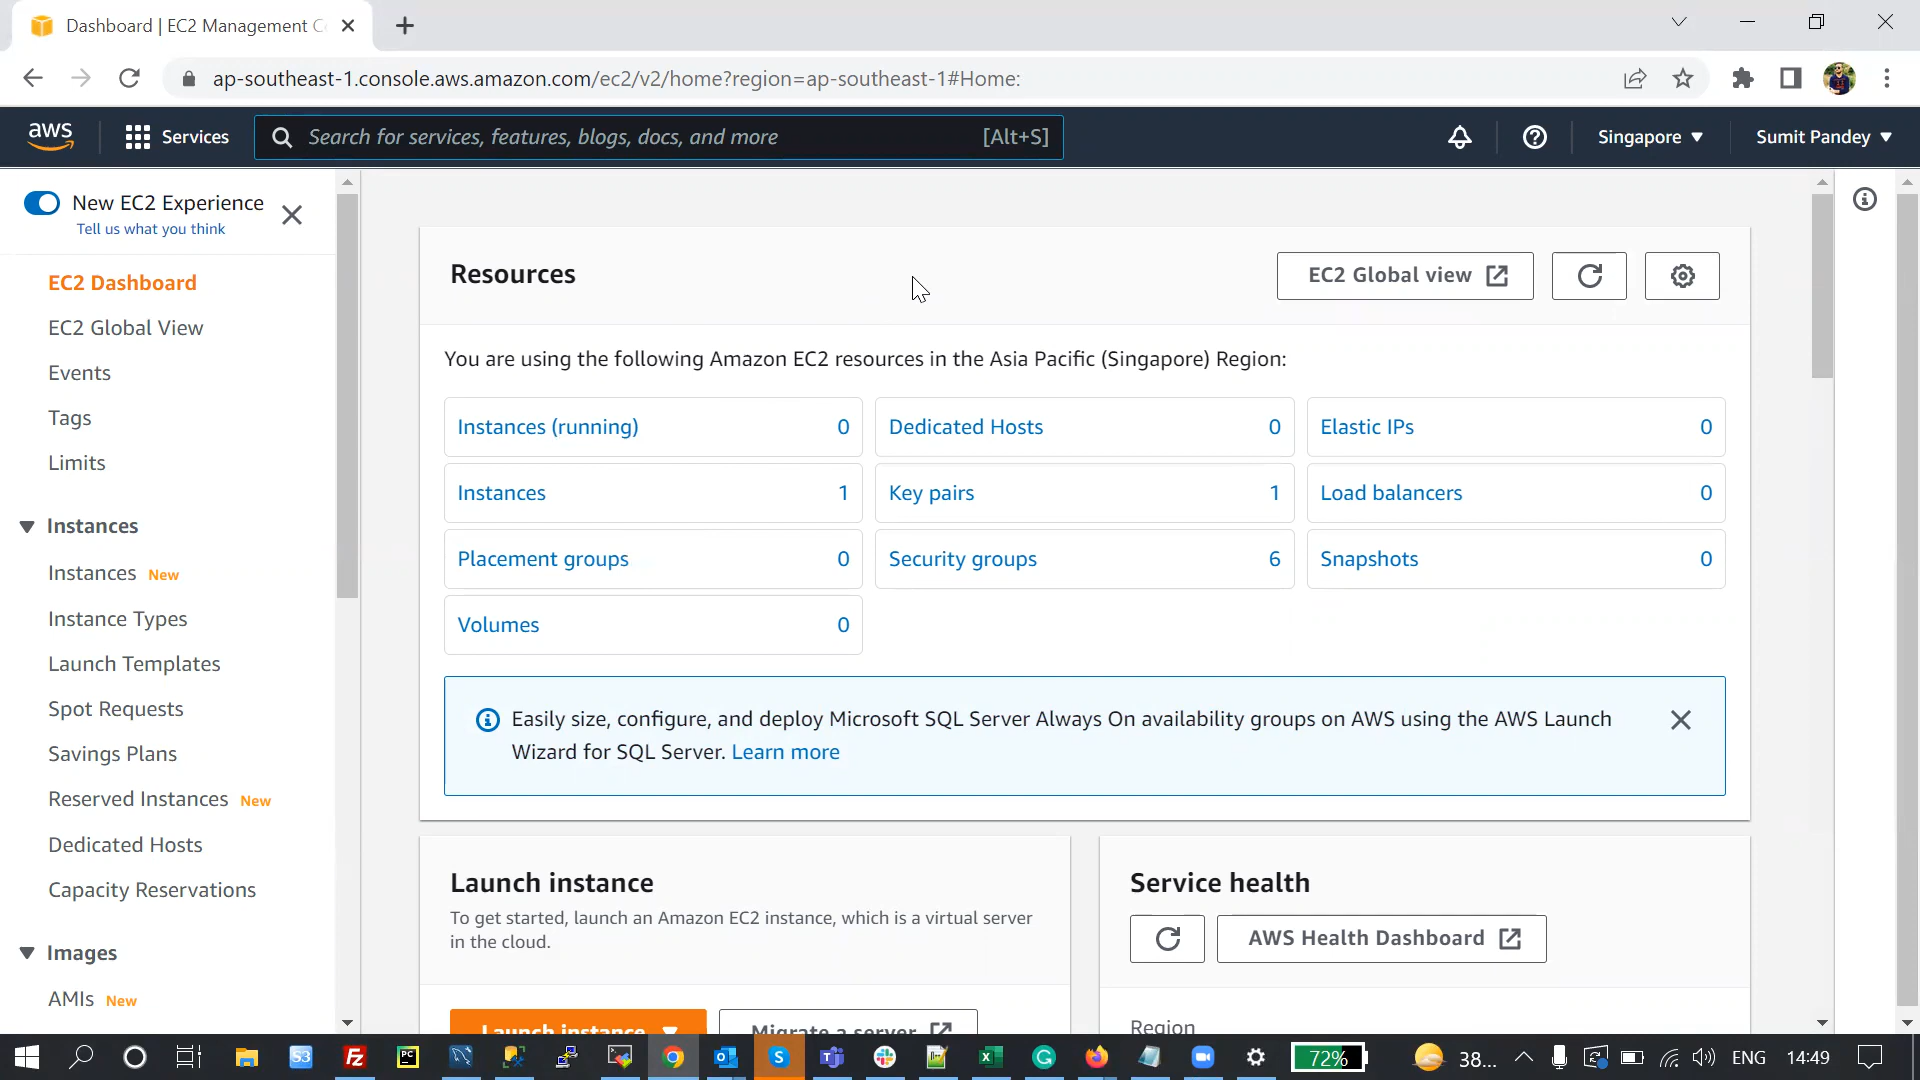 Dashboard | EC2 Management C
ap-southeast-1.console.aws.amazon.com/ec2/v2/home?region=ap-southeast-1#Home:
aws
Services
Search for services, features, blogs, docs, and more
[Alt+S]
Singapore
Sumit Pandey
New EC2 Experience
Tell us what you think
EC2 Dashboard
EC2 Global View
Events
Tags
Limits
Instances
Instances New
Instance Types
Launch Templates
Spot Requests
Savings Plans
Reserved Instances New
Dedicated Hosts
Capacity Reservations
Images
AMIs New
Resources
EC2 Global view
You are using the following Amazon EC2 resources in the Asia Pacific (Singapore) Region:
Instances (running) 0
Dedicated Hosts 0
Elastic IPs 0
Instances 1
Key pairs 1
Load balancers 0
Placement groups 0
Security groups 6
Snapshots 0
Volumes 0
Easily size, configure, and deploy Microsoft SQL Server Always On availability groups on AWS using the AWS Launch
Wizard for SQL Server. Learn more
Launch instance
To get started, launch an Amazon EC2 instance, which is a virtual server
in the cloud.
Launch instance
Migrate a server
Service health
AWS Health Dashboard
Region
S3
Fz
PC
72%
38...
ENG
14:49